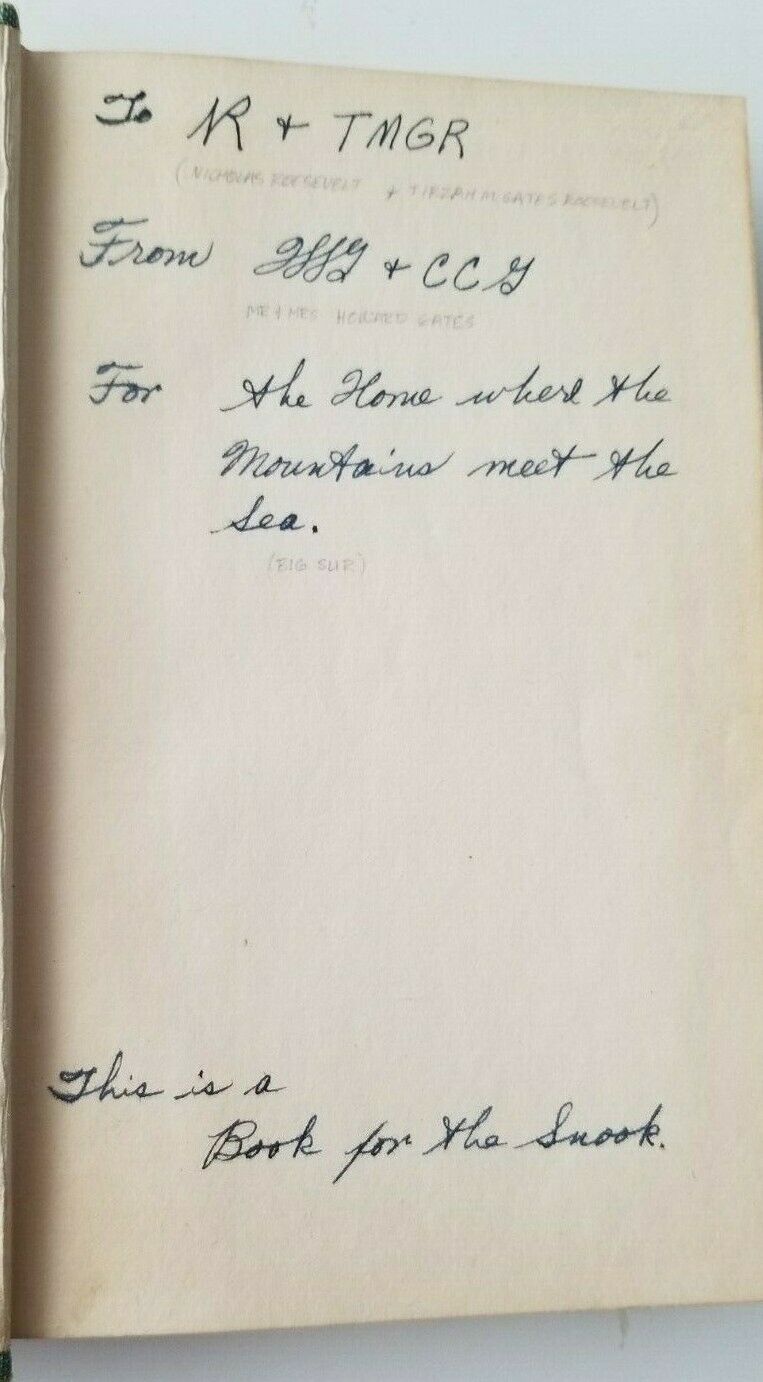 To NR & TMGR
(NICHOLAS ROOSEVELT & TIRZAH M. GATES ROOSEVELT)
From & CCG
MR & MRS HOWARD GATES
For the Home where the
Mountains meet the
Sea.
(BIG SUR)
This is a
Book for the Snook.